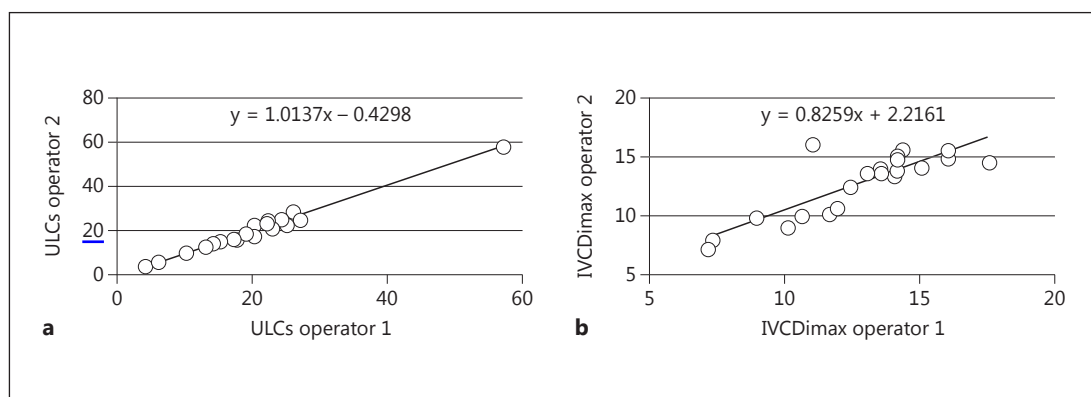 80
60
40
20
0
0
20
40
60
ULCs operator 2
ULCs operator 1
y = 1.0137x – 0.4298
a
20
15
10
5
5
10
15
20
IVCDimax operator 2
IVCDimax operator 1
y = 0.8259x + 2.2161
b